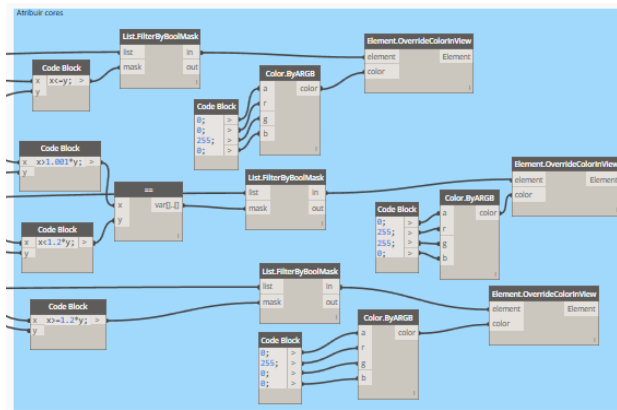 Atribuir cores
List.FilterByBoolMask
list in
mask out
Element.OverrideColorInView
element Element
color
Code Block
x x<=y; >
y
Color.ByARGB
a color
r
g
b
Code Block
0; >
0; >
255; >
0; >
Code Block
x x>1.001*y; >
y
==
x var[]..[]
y
List.FilterByBoolMask
list in
mask out
Element.OverrideColorInView
element Element
color
Color.ByARGB
a color
r
g
b
Code Block
0; >
255; >
255; >
0; >
Code Block
x x<1.2*y; >
y
List.FilterByBoolMask
list in
mask out
Element.OverrideColorInView
element Element
color
Code Block
x x>=1.2*y; >
y
Color.ByARGB
a color
r
g
b
Code Block
0; >
255; >
0; >
0; >